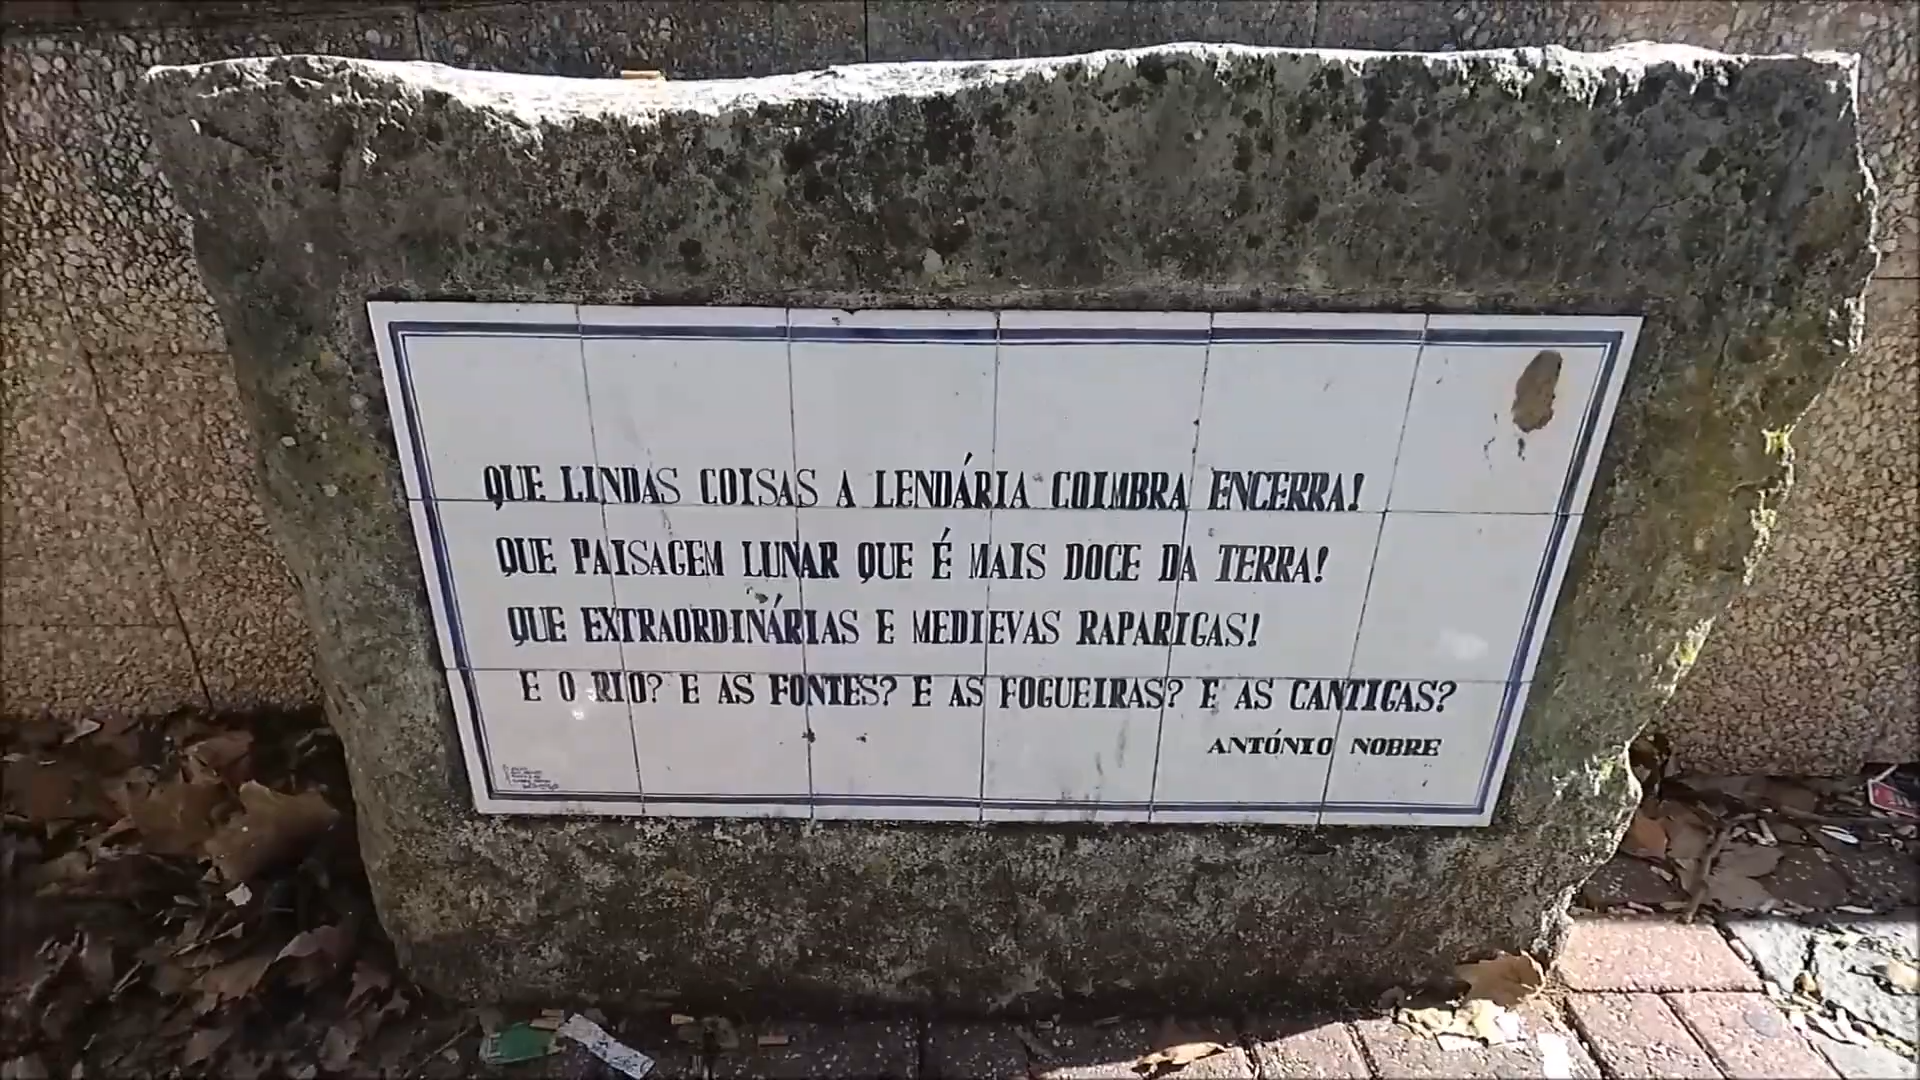 QUE LINDAS COISAS A LENDÁRIA COIMBRA ENCERRA!
QUE PAISAGEM LUNAR QUE É MAIS DOCE DA TERRA!
QUE EXTRAORDINÁRIAS E MEDIEVAS RAPARIGAS!
E O RIO? E AS FONTES? E AS FOGUEIRAS? E AS CANTIGAS?
ANTÓNIO NOBRE